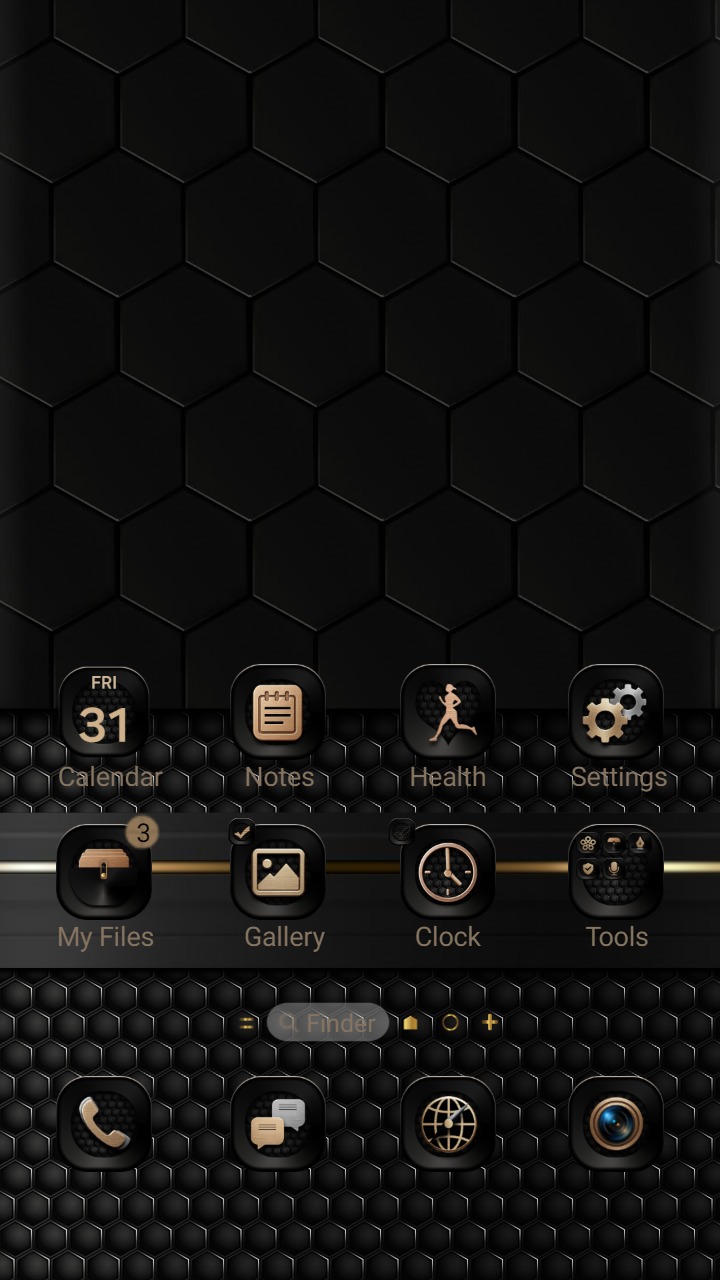 FRI
31
Calendar
Notes
Health
Settings
3
My Files
Gallery
Clock
Tools
Finder